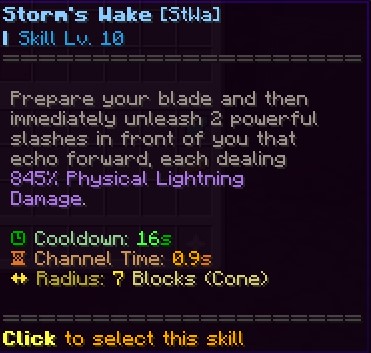 Storm's Wake [StWa]
Skill Lv. 10
Prepare your blade and then
immediately unleash 2 powerful
slashes in front of you that
echo forward, each dealing
845% Physical Lightning
Damage.
Cooldown: 16s
Channel Time: 0.9s
Radius: 7 Blocks (Cone)
Click to select this skill